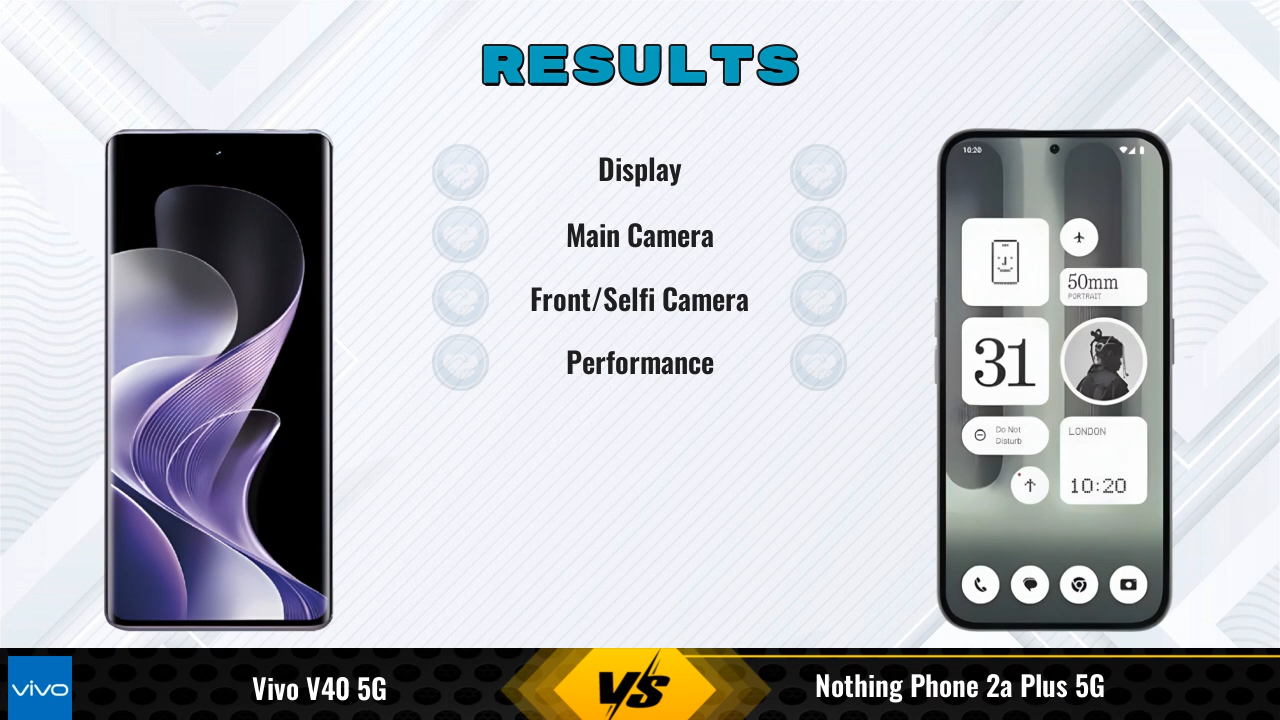 RESULTS
Display
Main Camera
Front/Selfi Camera
Performance
10:20
50mm
PORTRAIT
31
Do Not
Disturb
LONDON
10:20
vivo
Vivo V40 5G
VS
Nothing Phone 2a Plus 5G